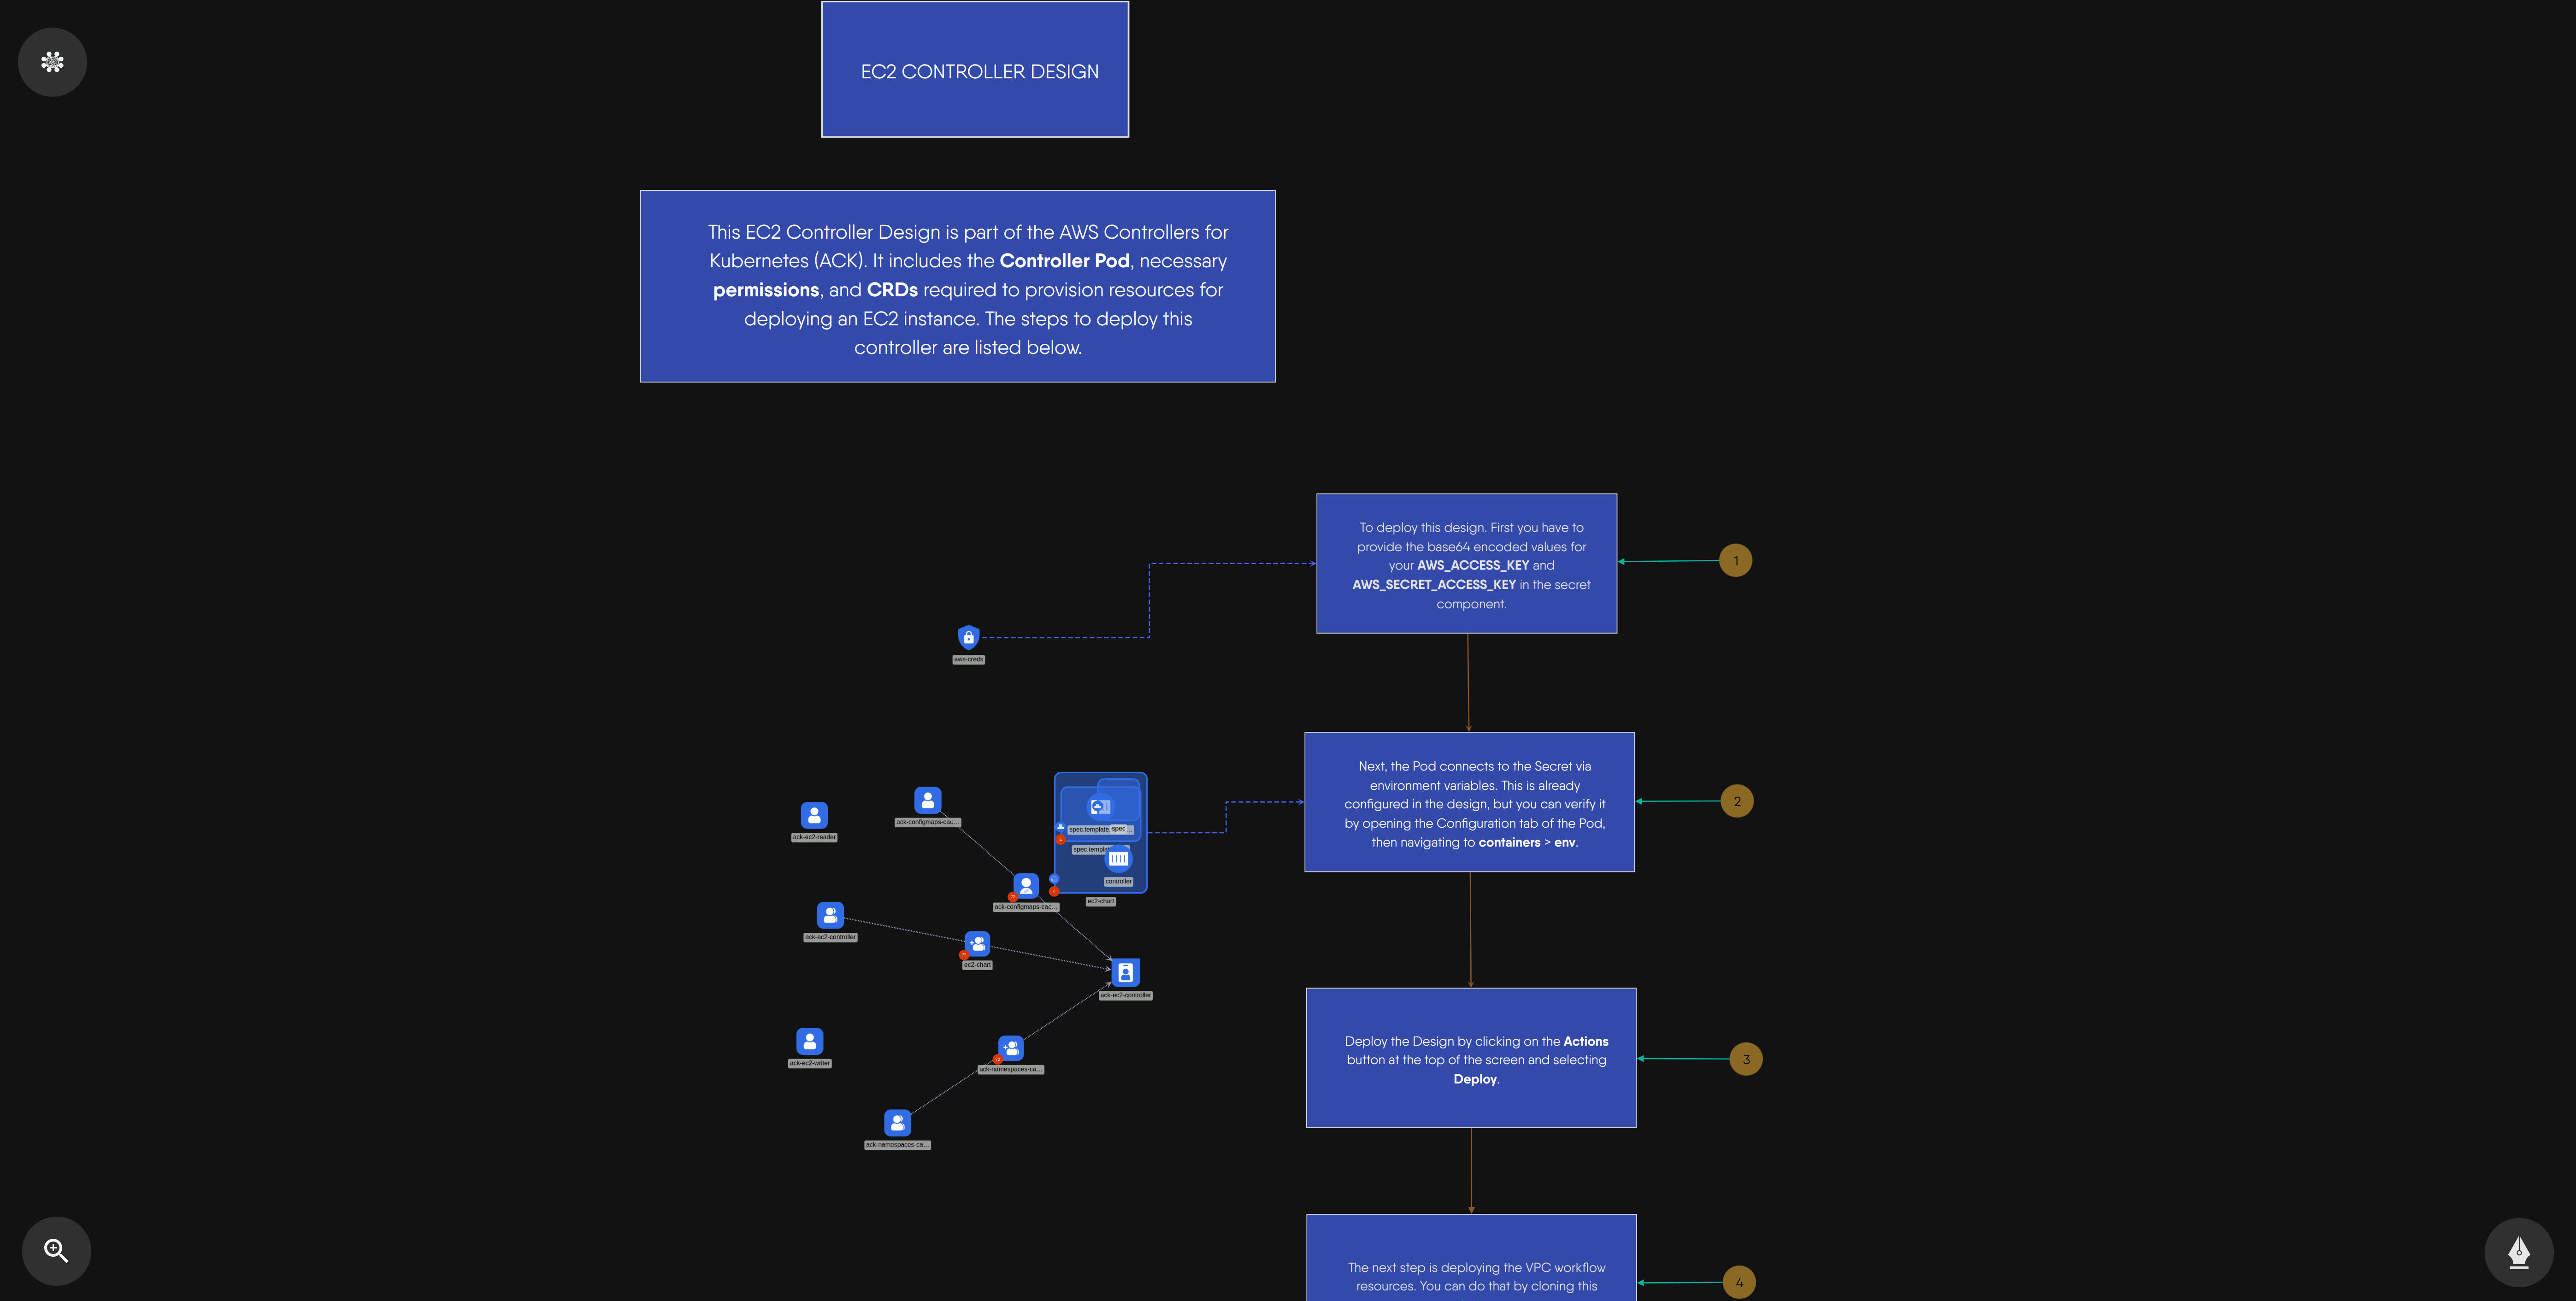 EC2 CONTROLLER DESIGN
This EC2 Controller Design is part of the AWS Controllers for
Kubernetes (ACK). It includes the Controller Pod, necessary
permissions, and CRDs required to provision resources for
deploying an EC2 instance. The steps to deploy this
controller are listed below.
To deploy this design. First you have to
provide the base64 encoded values for
your AWS_ACCESS_KEY and
AWS_SECRET_ACCESS_KEY in the secret
component.
1
aws-creds
Next, the Pod connects to the Secret via
environment variables. This is already
configured in the design, but you can verify it
by opening the Configuration tab of the Pod,
then navigating to containers > env.
2
ack-configmaps-cac...
ack-ec2-reader
spec.template.
spec
...
controller
ec2-chart
ack-configmaps-cac...
ack-ec2-controller
ec2-chart
ack-ec2-controller
Deploy the Design by clicking on the Actions
button at the top of the screen and selecting
Deploy.
3
ack-ec2-writer
ack-namespaces-ca...
ack-namespaces-ca...
The next step is deploying the VPC workflow
resources. You can do that by cloning this
4